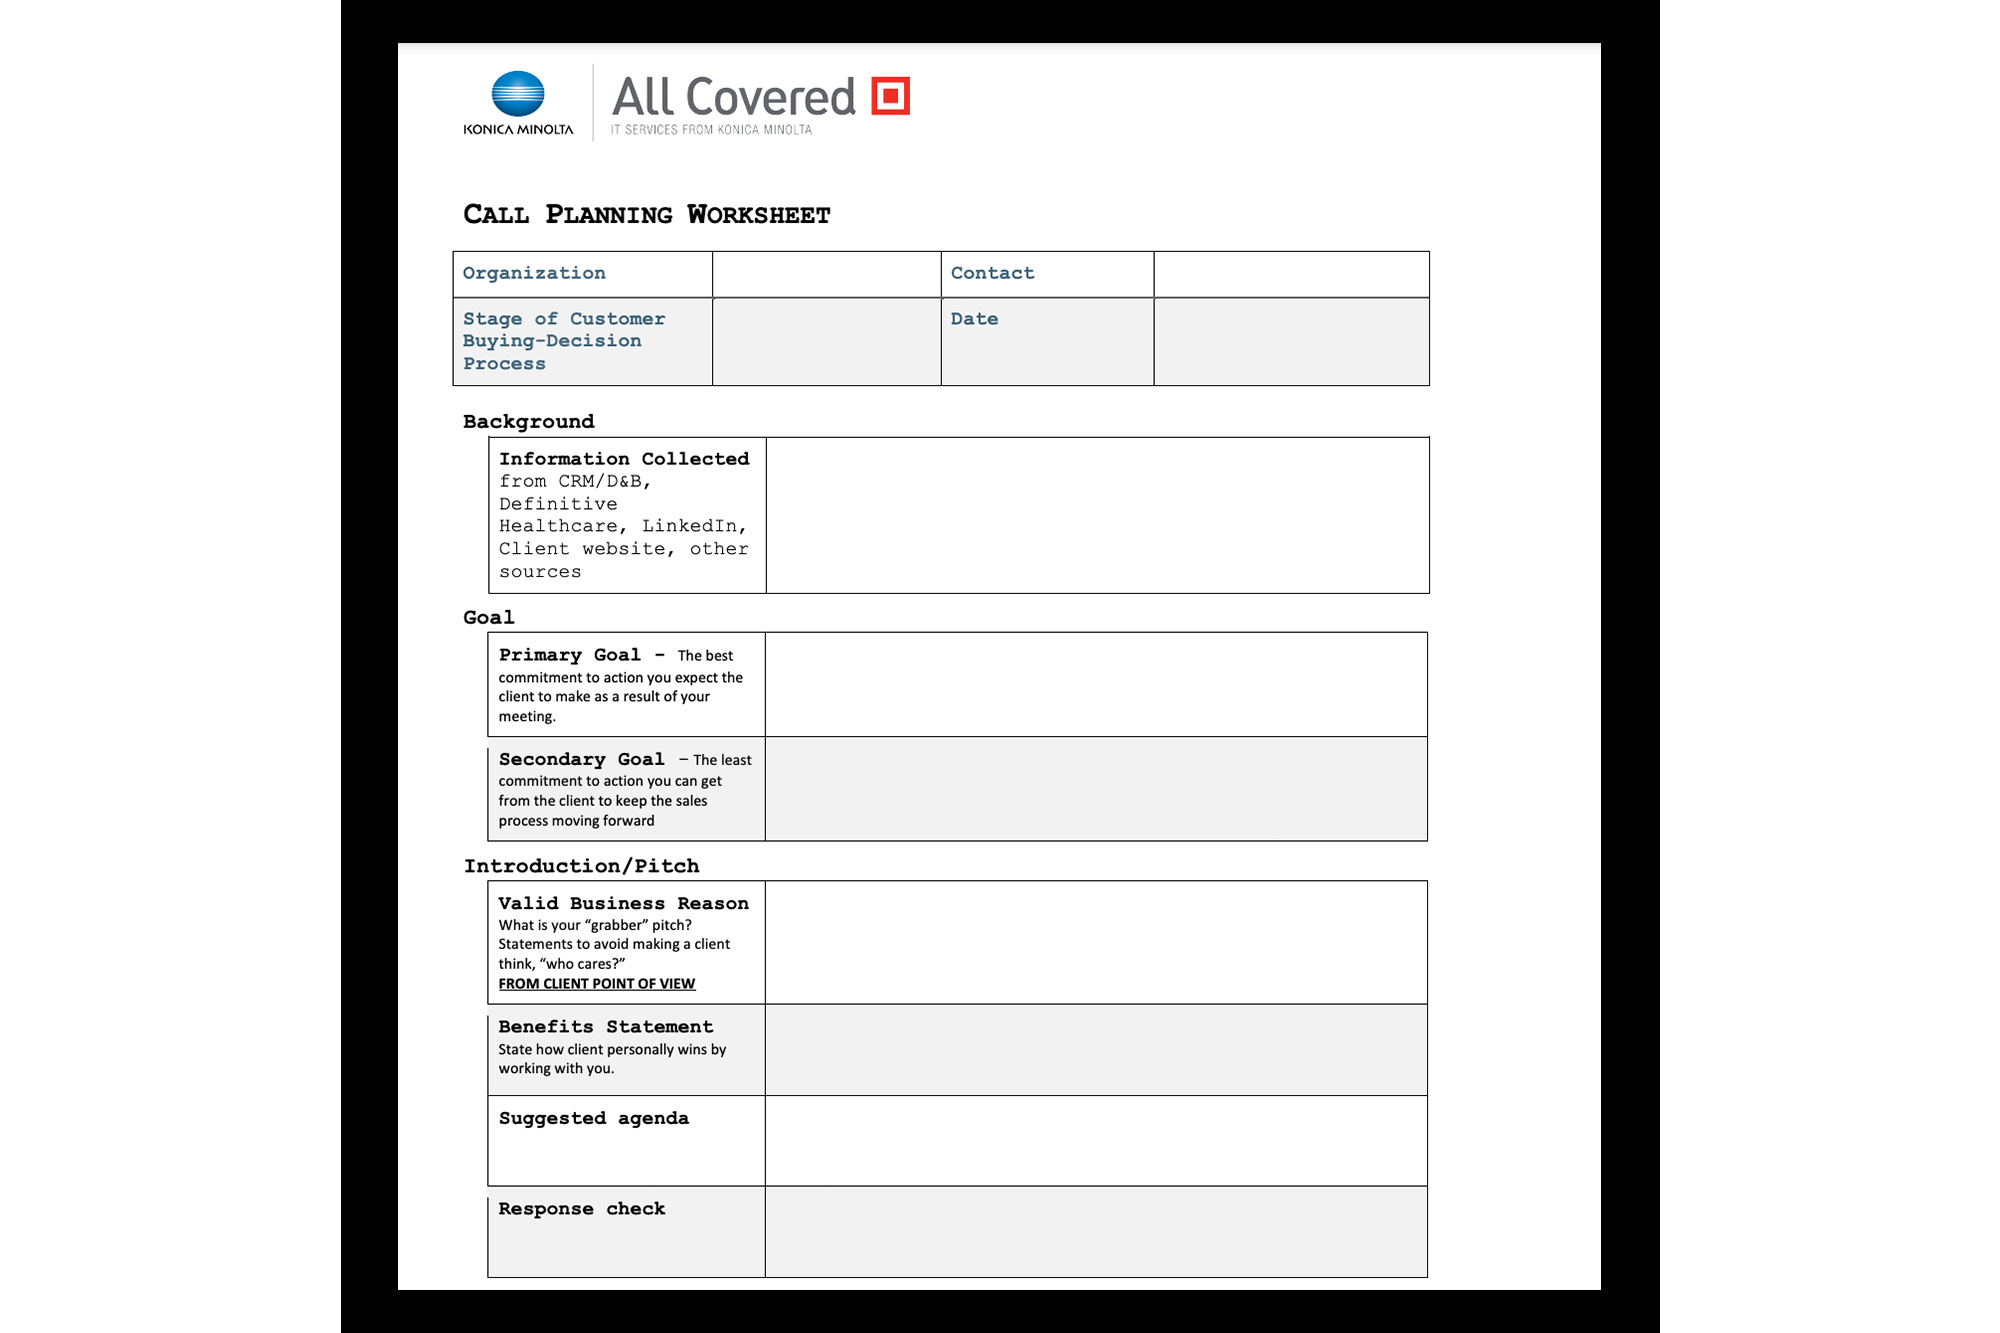 KONICA MINOLTA
All Covered
IT SERVICES FROM KONICA MINOLTA
CALL PLANNING WORKSHEET
Organization
Contact
Stage of Customer
Buying-Decision
Process
Date
Background
Information Collected
from CRM/D&B,
Definitive
Healthcare, LinkedIn,
Client website, other
sources
Goal
Primary Goal - The best
commitment to action you expect the
client to make as a result of your
meeting.
Secondary Goal – The least
commitment to action you can get
from the client to keep the sales
process moving forward
Introduction/Pitch
Valid Business Reason
What is your “grabber” pitch?
Statements to avoid making a client
think, “who cares?”
FROM CLIENT POINT OF VIEW
Benefits Statement
State how client personally wins by
working with you.
Suggested agenda
Response check